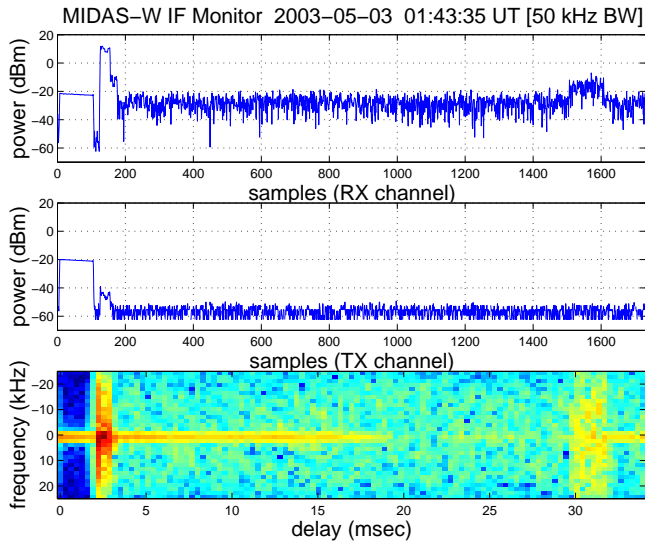 MIDAS−W IF Monitor  2003−05−03  01:43:35 UT [50 kHz BW]
20
0
−20
−40
−60
power (dBm)
0 200 400 600 800 1000 1200 1400 1600
samples (RX channel)
20
0
−20
−40
−60
power (dBm)
0 200 400 600 800 1000 1200 1400 1600
samples (TX channel)
−20
−10
0
10
20
frequency (kHz)
0 5 10 15 20 25 30
delay (msec)